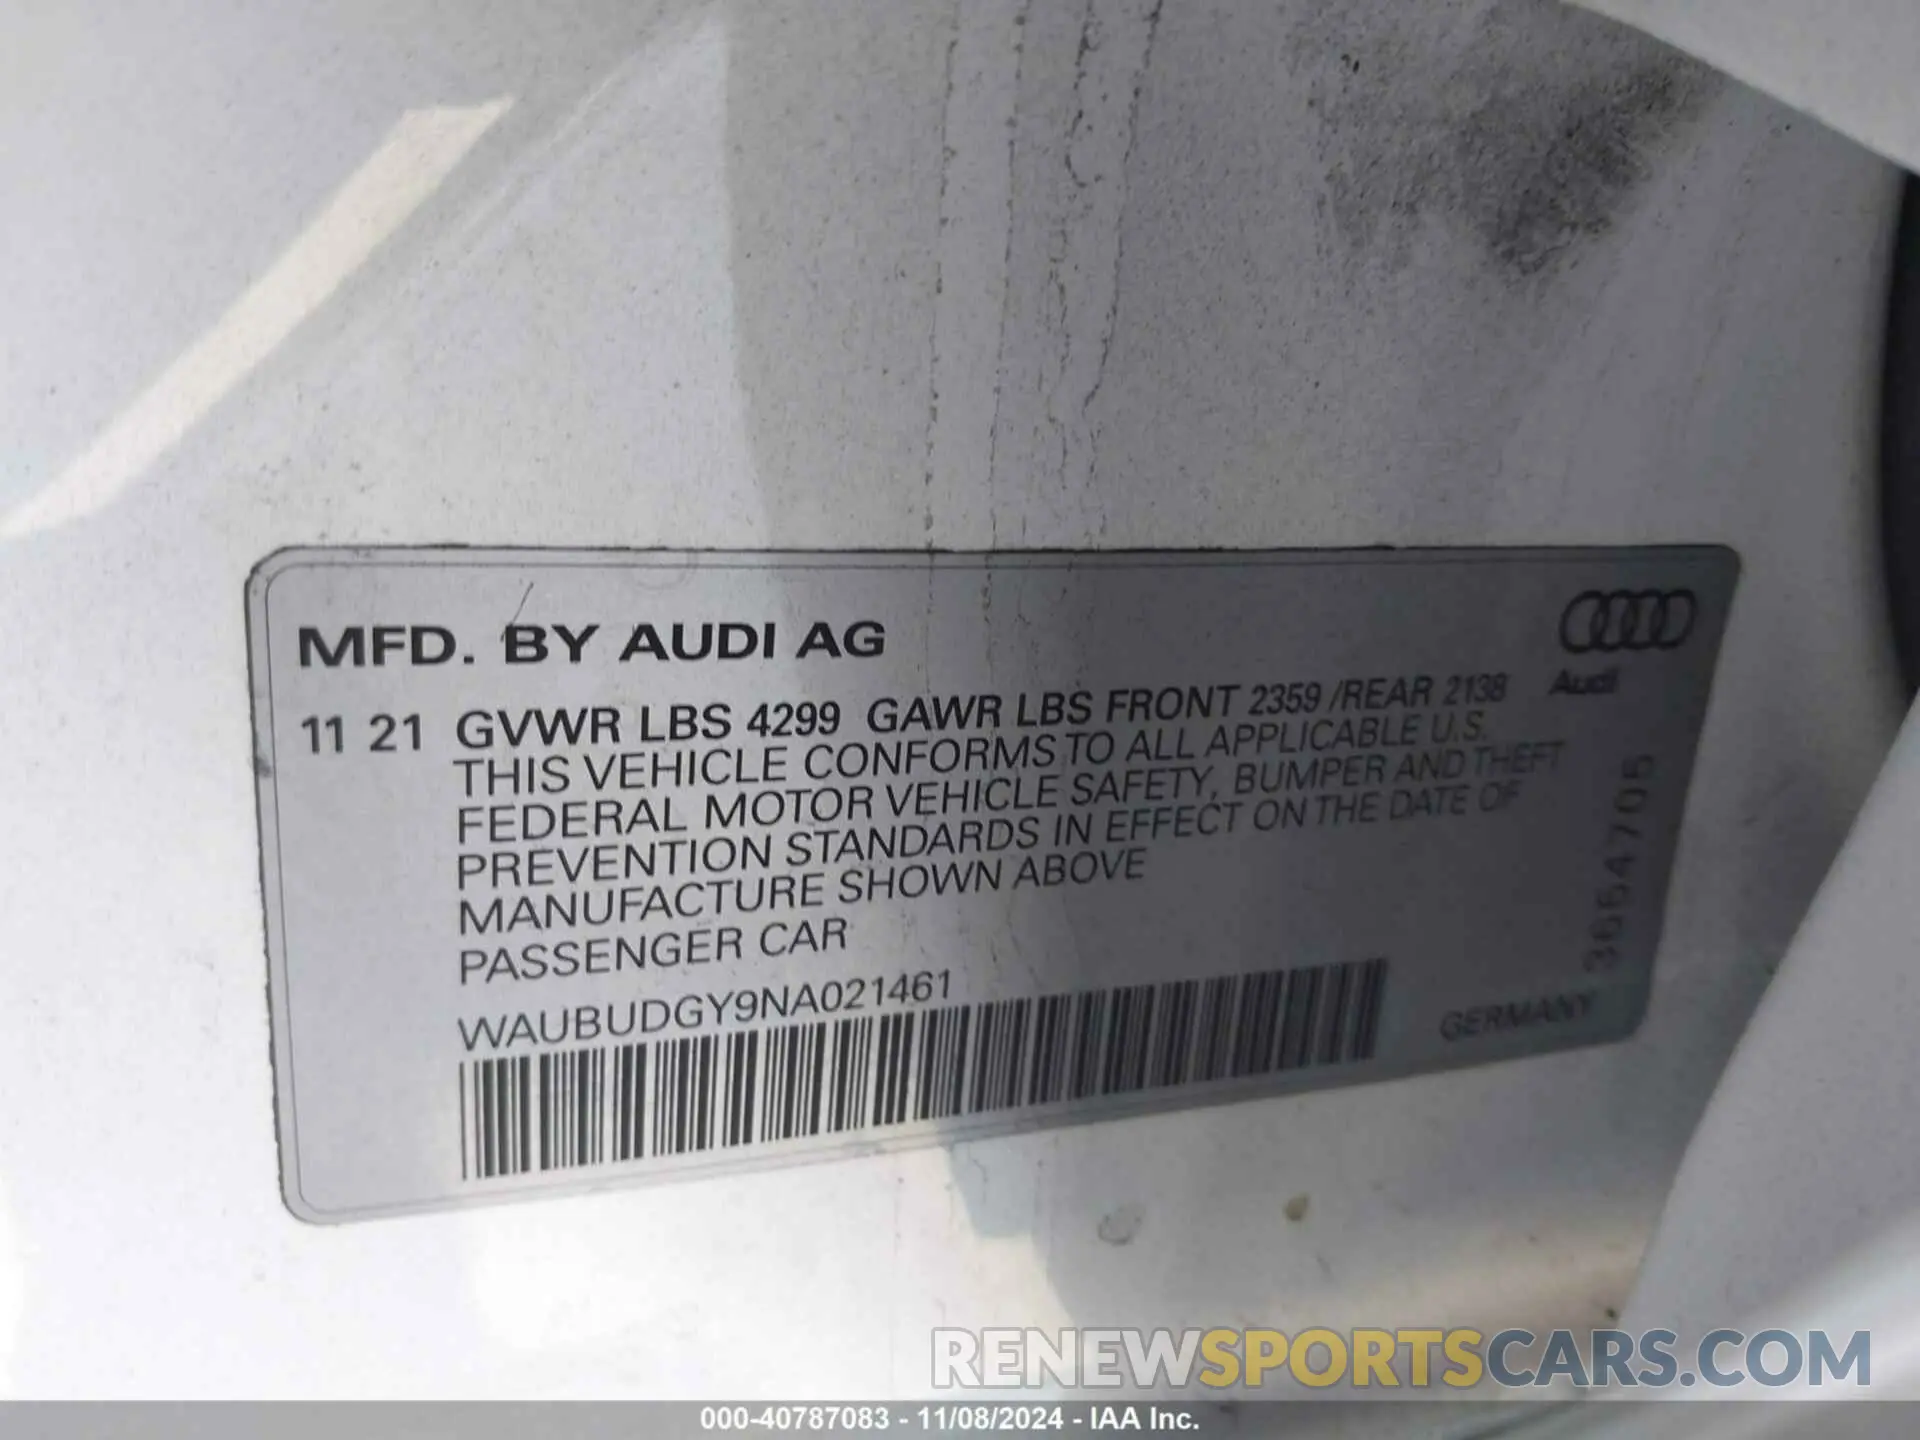 MFD. BY AUDI AG
Audi
11 21 GVWR LBS 4299 GAWR LBS FRONT 2359 /REAR 2138
THIS VEHICLE CONFORMS TO ALL APPLICABLE U.S.
FEDERAL MOTOR VEHICLE SAFETY, BUMPER AND THEFT
PREVENTION STANDARDS IN EFFECT ON THE DATE OF
MANUFACTURE SHOWN ABOVE
PASSENGER CAR
WAUBUDGY9NA021461
GERMANY
3664705
RENEWSPORTSCARS.COM
000-40787083 - 11/08/2024 - IAA Inc.